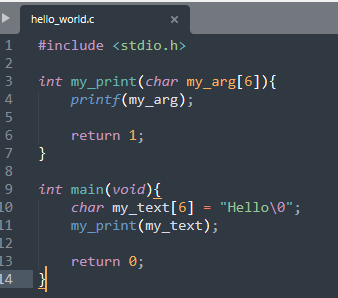 hello_world.c ×
1 #include <stdio.h>
2
3 int my_print(char my_arg[6]){
4     printf(my_arg);
5
6     return 1;
7 }
8
9 int main(void){
10     char my_text[6] = "Hello\0";
11     my_print(my_text);
12
13     return 0;
14 }